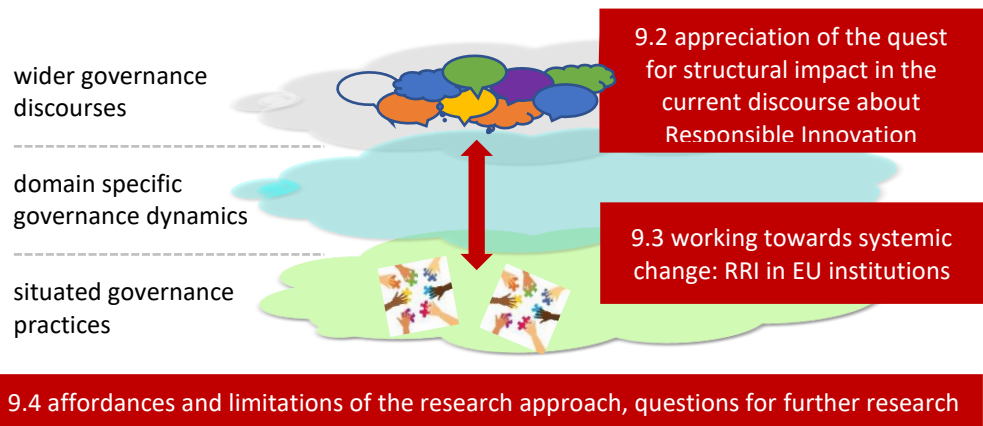 wider governance
discourses
9.2 appreciation of the quest
for structural impact in the
current discourse about
Responsible Innovation
domain specific
governance dynamics
9.3 working towards systemic
change: RRI in EU institutions
situated governance
practices
9.4 affordances and limitations of the research approach, questions for further research